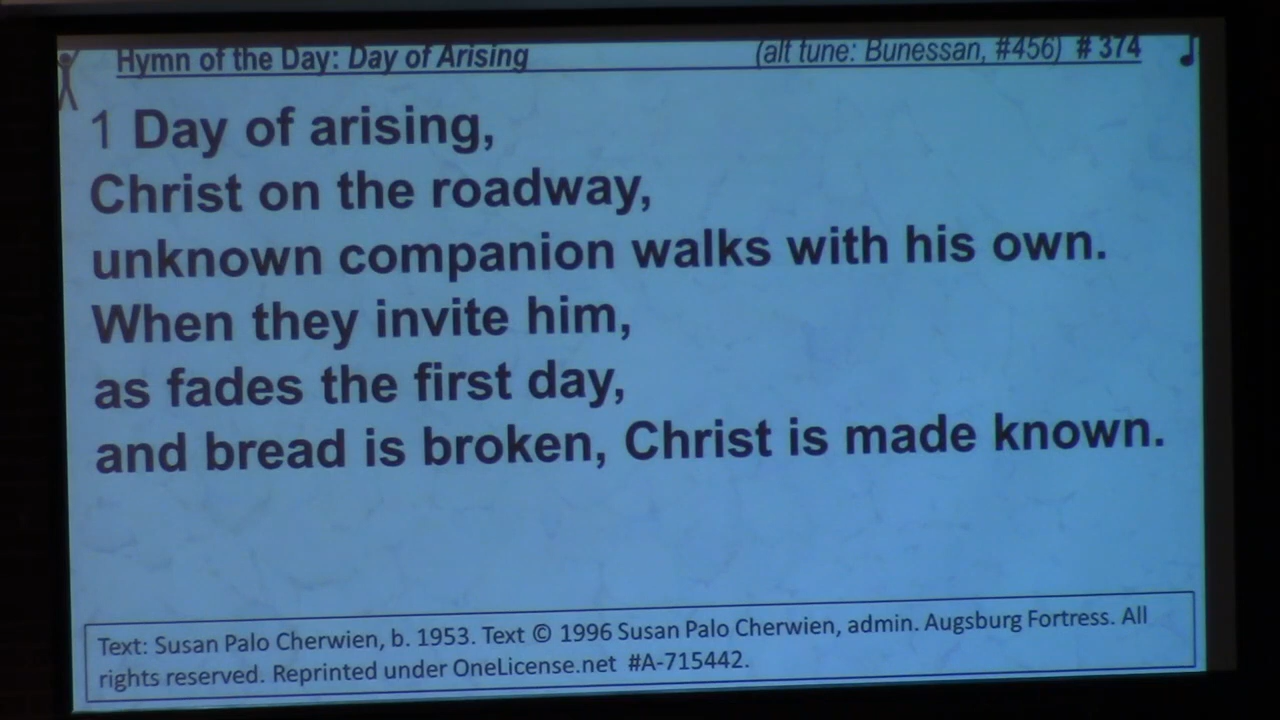 Hymn of the Day: Day of Arising (alt tune: Bunessan, #456) # 374
1 Day of arising,
Christ on the roadway,
unknown companion walks with his own.
When they invite him,
as fades the first day,
and bread is broken, Christ is made known.
Text: Susan Palo Cherwien, b. 1953. Text © 1996 Susan Palo Cherwien, admin. Augsburg Fortress. All
rights reserved. Reprinted under OneLicense.net #A-715442.